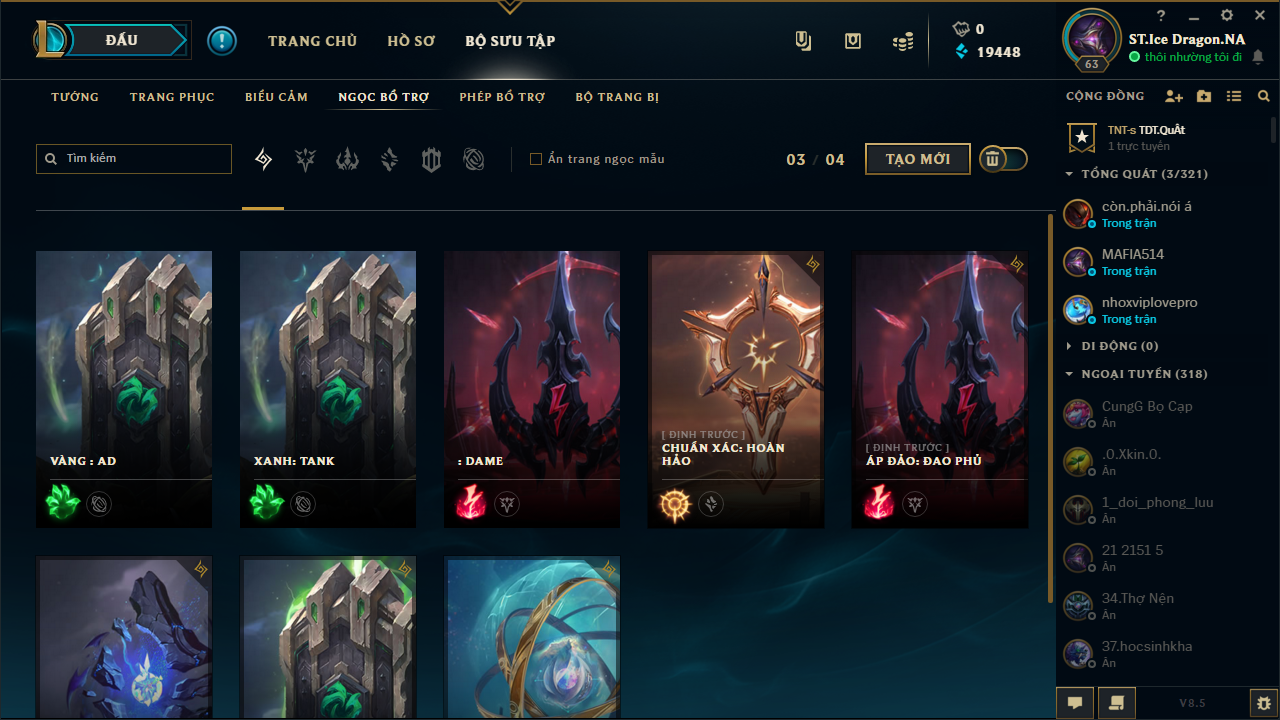 ĐẤU
TRANG CHỦ
HỒ SƠ
BỘ SƯU TẬP
0
19448
?
ST.Ice Dragon.NA
thôi nhường tôi đi
63
TƯỚNG
TRANG PHỤC
BIỂU CẢM
NGỌC BỔ TRỢ
PHÉP BỔ TRỢ
BỘ TRANG BỊ
Tìm kiếm
Ẩn trang ngọc mẫu
03 / 04
TẠO MỚI
VÀNG : AD
XANH: TANK
: DAME
[ ĐỊNH TRƯỚC ]
CHUẨN XÁC: HOÀN
HẢO
[ ĐỊNH TRƯỚC ]
ÁP ĐẢO: ĐAO PHỦ
CỘNG ĐỒNG
TNT-s TDT.QuÂt
1 trực tuyến
TỔNG QUÁT (3/321)
còn.phải.nói á
Trong trận
MAFIA514
Trong trận
nhoxviplovepro
Trong trận
DI ĐỘNG (0)
NGOẠI TUYẾN (318)
CungG Bọ Cạp
Ẩn
.0.Xkin.0.
Ẩn
1_doi_phong_luu
Ẩn
21 2151 5
Ẩn
34.Thợ Nện
Ẩn
37.hocsinhkha
Ẩn
V8.5